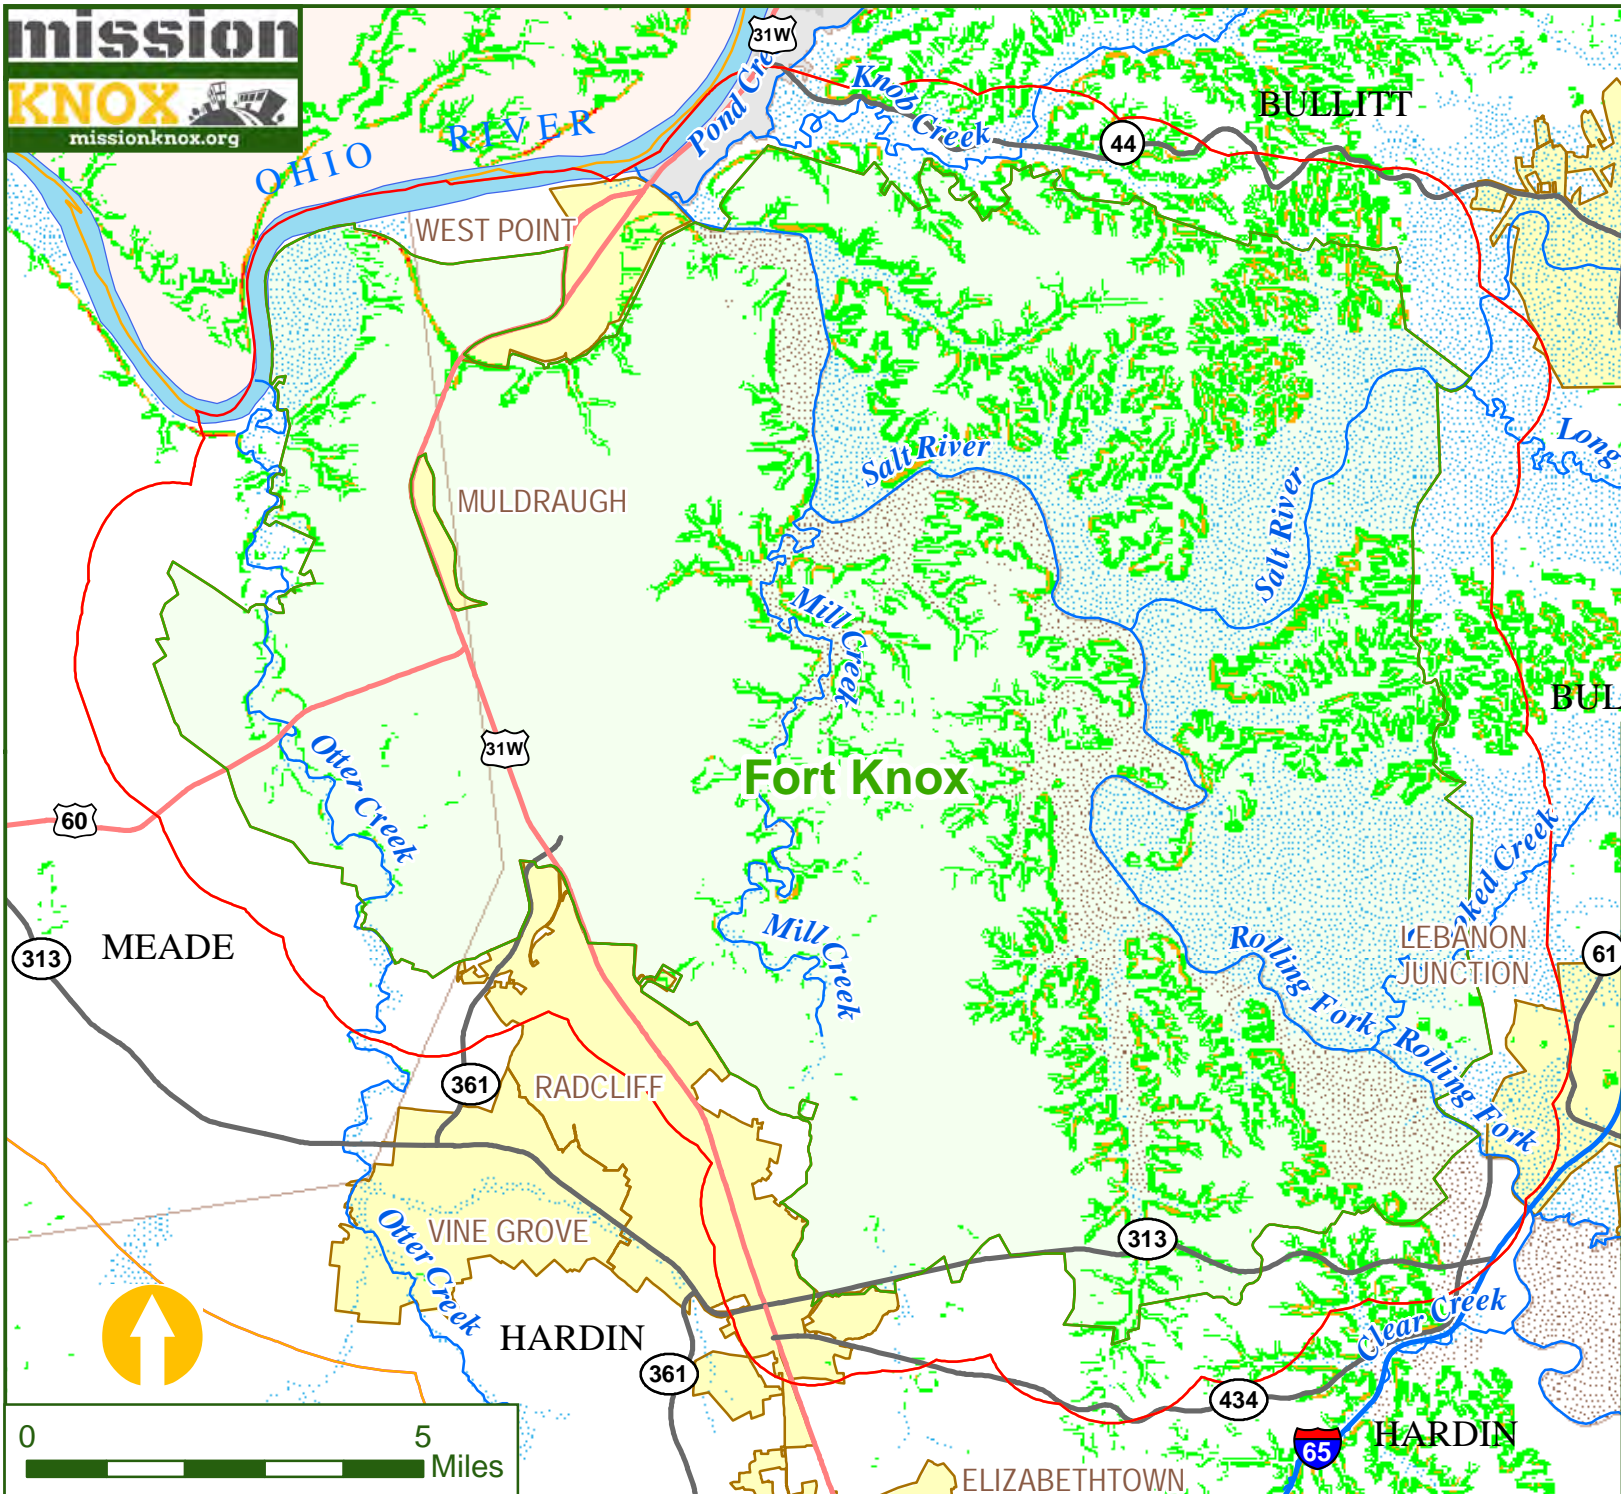 mission
KNOX
missionknox.org
31W
Pond Cre
Knob
Creek
BULLITT
44
OHIO RIVER
WEST POINT
Salt River
Long
MULDRAUGH
Salt River
Mill Creek
BUL
31W
Otter Creek
Fort Knox
60
oked Creek
313
MEADE
Mill Creek
Rolling Fork
LEBANON
JUNCTION
61
361
RADCLIFF
Rolling Fork
VINE GROVE
Otter Creek
313
HARDIN
361
Clear Creek
434
65
HARDIN
0 5
Miles
ELIZABETHTOWN